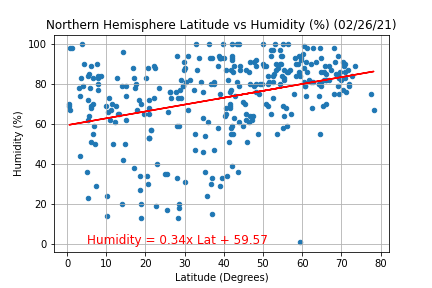 Northern Hemisphere Latitude vs Humidity (%) (02/26/21)
100
80
60
40
20
0
Humidity (%)
Humidity = 0.34x Lat + 59.57
0 10 20 30 40 50 60 70 80
Latitude (Degrees)